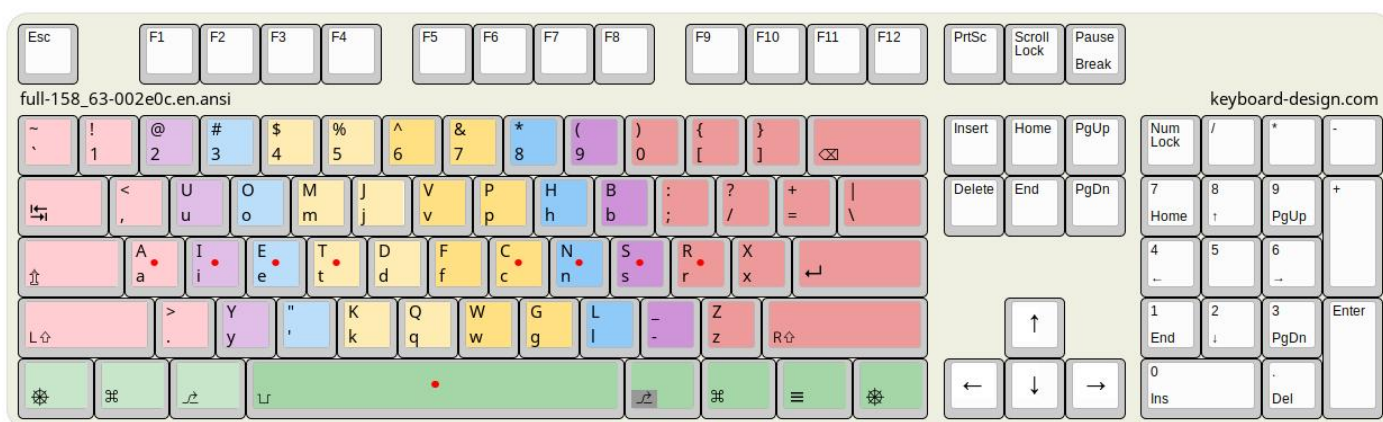 Esc F1 F2 F3 F4 F5 F6 F7 F8 F9 F10 F11 F12 PrtSc Scroll Lock Pause Break
full-158_63-002e0c.en.ansi keyboard-design.com
~ ! @ # $ % ^ & * ( ) { } Insert Home PgUp Num Lock / * -
` 1 2 3 4 5 6 7 8 9 0 [ ] ⌫
< U O M J V P H B : ? + | Delete End PgDn 7 8 9 +
↹ , u o m j v p h b ; / = \ Home ↑ PgUp
A I E T D F C N S R X 4 5 6
⇫ a i e t d f c n s r x ↵ ← →
> Y " K Q W G L _ Z ↑ 1 2 3 Enter
L⇧ . y ' k q w g l - z R⇧ End ↓ PgDn
⎈ ⌘ ⎇ ⊔ ⎇ ⌘ ≡ ⎈ ← ↓ → 0 .
Ins Del